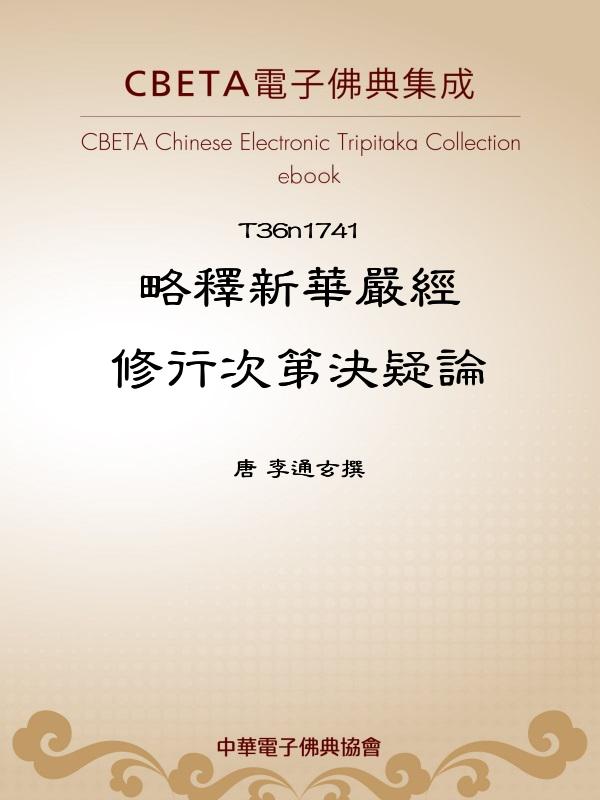 CBETA電子佛典集成
CBETA Chinese Electronic Tripitaka Collection
ebook
T36n1741
略釋新華嚴經
修行次第決疑論
唐 李通玄撰
中華電子佛典協會